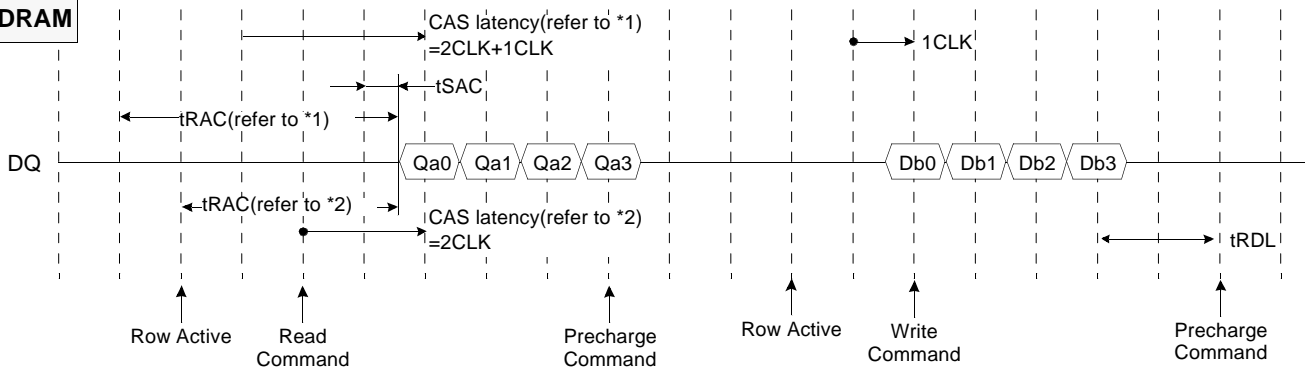 DRAM
CAS latency(refer to *1)
=2CLK+1CLK
1CLK
tSAC
tRAC(refer to *1)
DQ
Qa0
Qa1
Qa2
Qa3
Db0
Db1
Db2
Db3
tRAC(refer to *2)
CAS latency(refer to *2)
=2CLK
tRDL
Row Active
Read
Command
Precharge
Command
Row Active
Write
Command
Precharge
Command